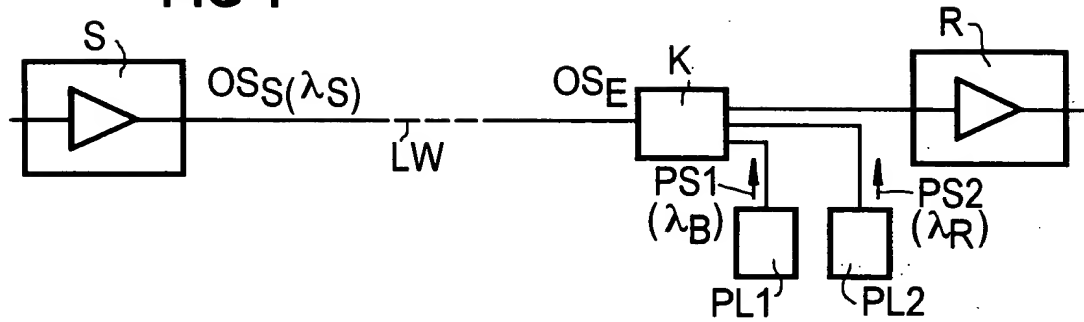 S
OSS(λS)
LW
OSE
K
R
PS1
(λB)
PS2
(λR)
PL1
PL2